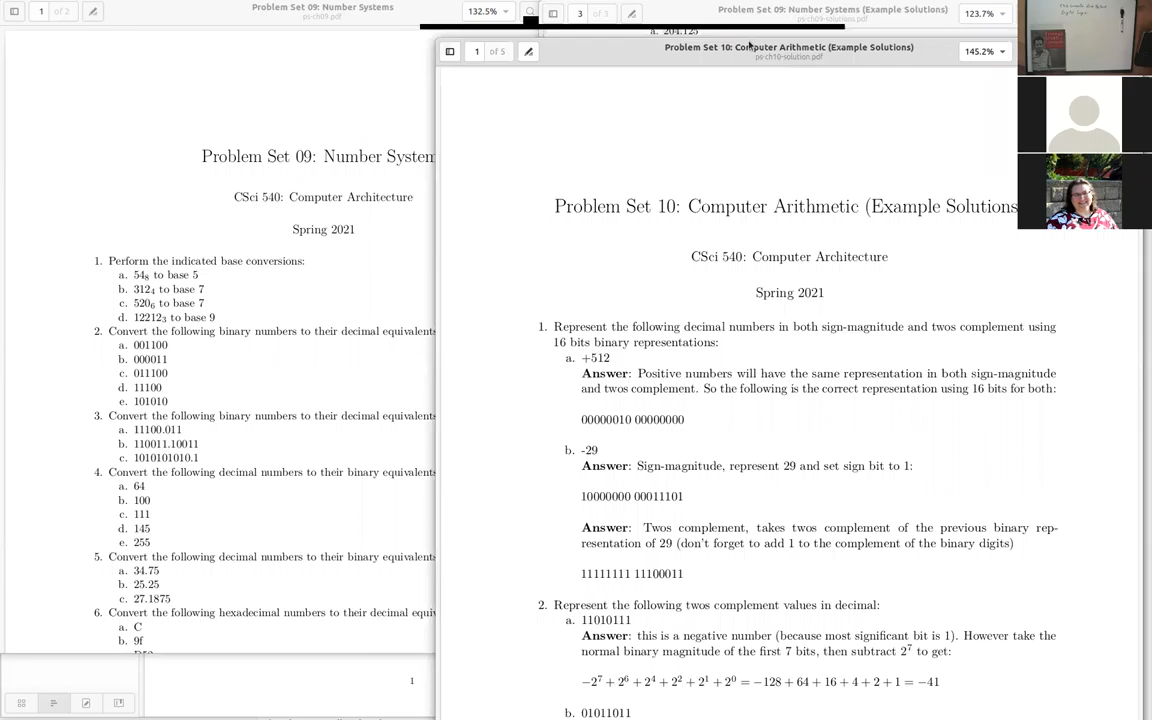 Problem Set 09: Number Systems
ps-ch09.pdf
1 of 2
132.5%
Problem Set 09: Number Systems (Example Solutions)
ps-ch09-solutions.pdf
3 of 3
123.7%
a. 204.125
Problem Set 10: Computer Arithmetic (Example Solutions)
ps-ch10-solution.pdf
1 of 5
145.2%
Problem Set 09: Number System
CSci 540: Computer Architecture
Spring 2021
1. Perform the indicated base conversions:
a. 54₈ to base 5
b. 312₄ to base 7
c. 520₆ to base 7
d. 12212₃ to base 9
2. Convert the following binary numbers to their decimal equivalents
a. 001100
b. 000011
c. 011100
d. 11100
e. 101010
3. Convert the following binary numbers to their decimal equivalents
a. 11100.011
b. 110011.10011
c. 1010101010.1
4. Convert the following decimal numbers to their binary equivalents
a. 64
b. 100
c. 111
d. 145
e. 255
5. Convert the following decimal numbers to their binary equivalents
a. 34.75
b. 25.25
c. 27.1875
6. Convert the following hexadecimal numbers to their decimal equiv
a. C
b. 9f
1
Problem Set 10: Computer Arithmetic (Example Solutions
CSci 540: Computer Architecture
Spring 2021
1. Represent the following decimal numbers in both sign-magnitude and twos complement using
16 bits binary representations:
a. +512
Answer: Positive numbers will have the same representation in both sign-magnitude
and twos complement. So the following is the correct representation using 16 bits for both:
00000010 00000000
b. -29
Answer: Sign-magnitude, represent 29 and set sign bit to 1:
10000000 00011101
Answer: Twos complement, takes twos complement of the previous binary rep-
resentation of 29 (don't forget to add 1 to the complement of the binary digits)
11111111 11100011
2. Represent the following twos complement values in decimal:
a. 11010111
Answer: this is a negative number (because most significant bit is 1). However take the
normal binary magnitude of the first 7 bits, then subtract 2⁷ to get:
−2⁷ + 2⁶ + 2⁴ + 2² + 2¹ + 2⁰ = −128 + 64 + 16 + 4 + 2 + 1 = −41
b. 01011011